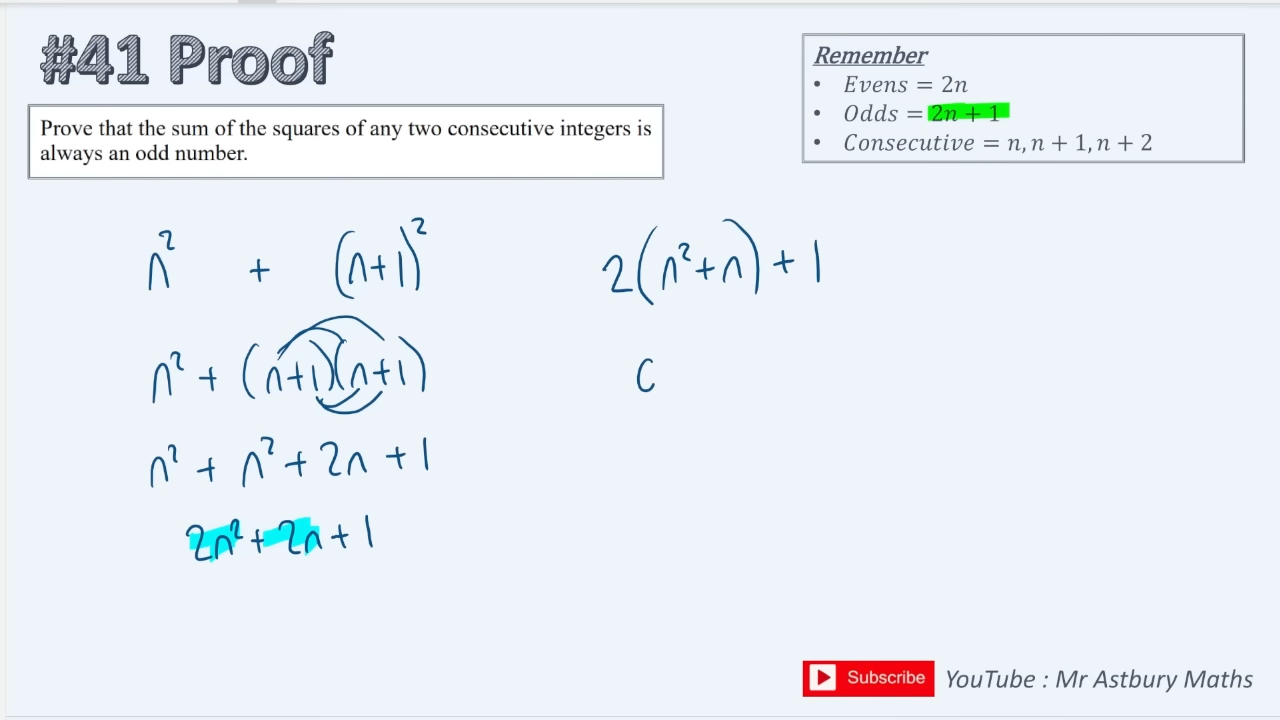 #41 Proof
Prove that the sum of the squares of any two consecutive integers is
always an odd number.
Remember
• Evens = 2n
• Odds = 2n + 1
• Consecutive = n, n + 1, n + 2
n² + (n+1)²
n² + (n+1)(n+1)
n² + n² + 2n + 1
2n² + 2n + 1
2(n²+n) + 1
C
Subscribe
YouTube : Mr Astbury Maths